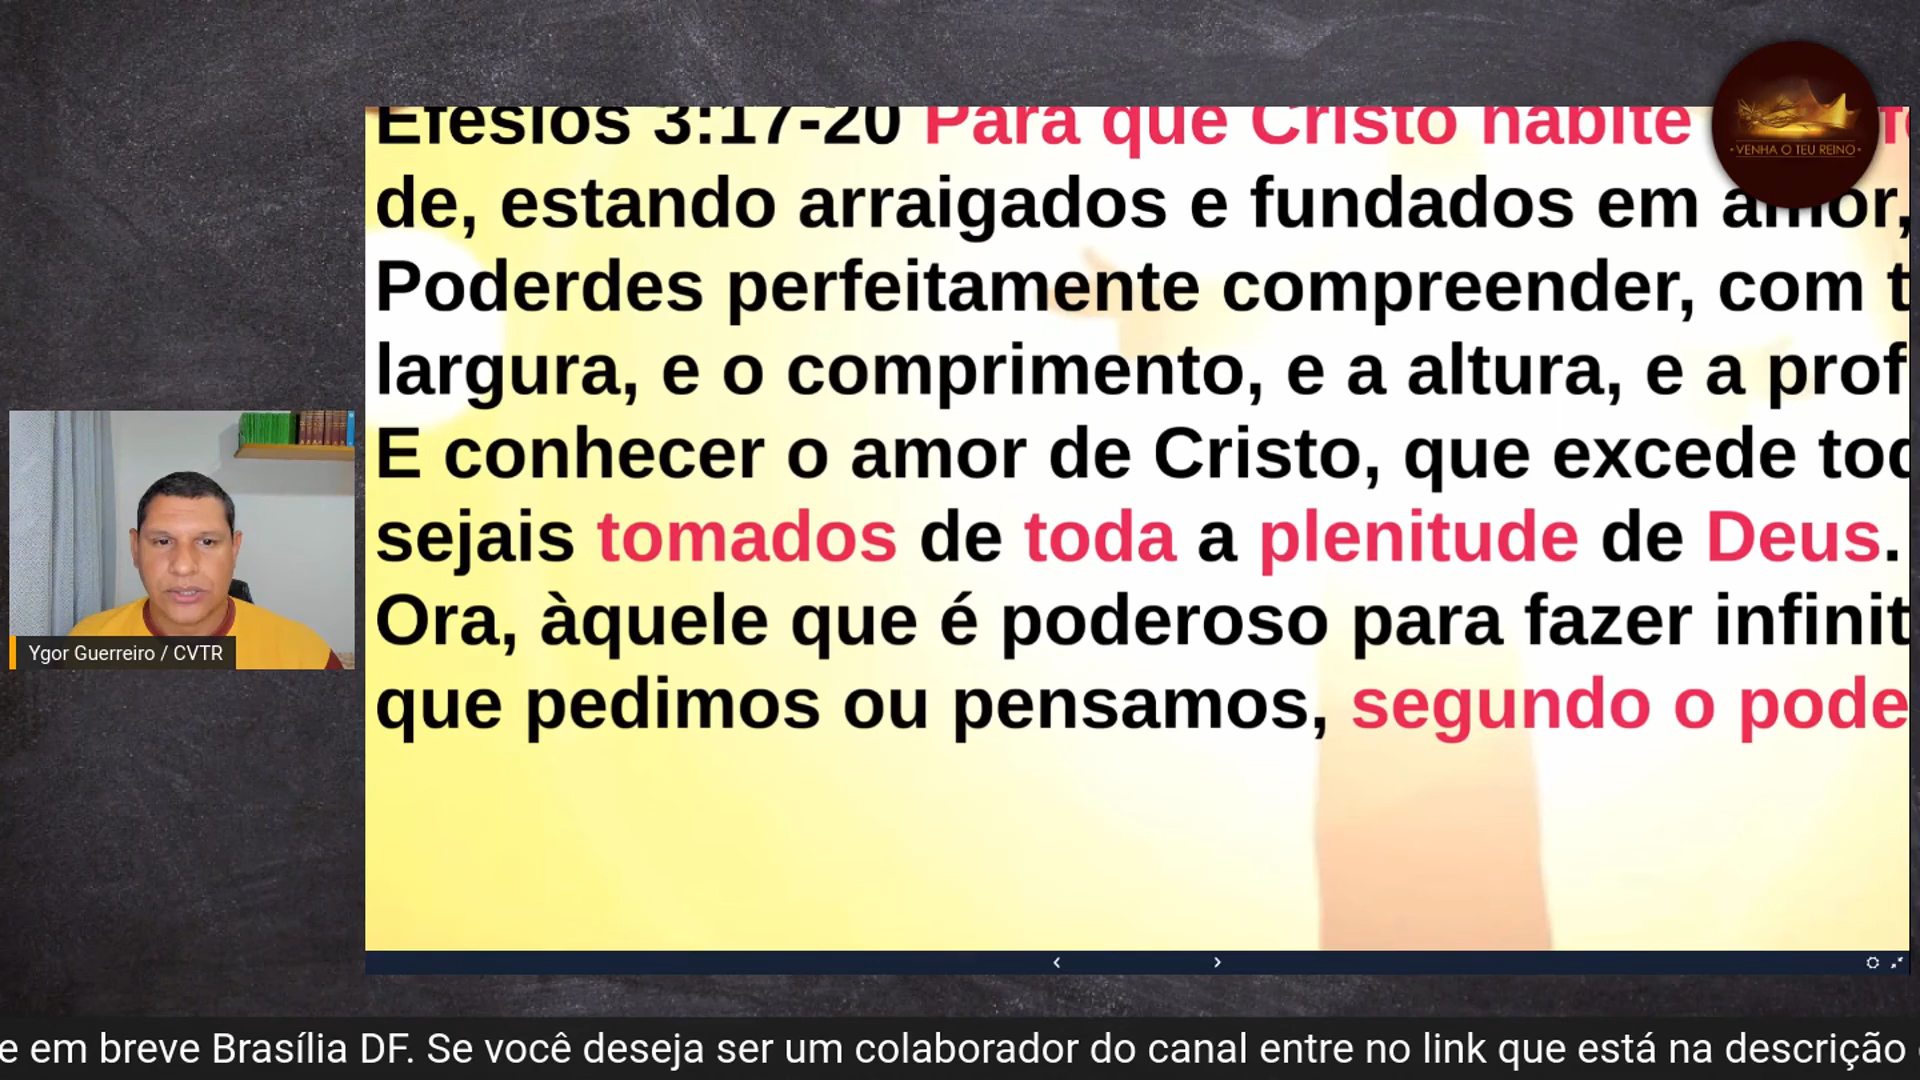 Efésios 3:17-20 Para que Cristo habite
de, estando arraigados e fundados em amor,
Poderdes perfeitamente compreender, com t
largura, e o comprimento, e a altura, e a prof
E conhecer o amor de Cristo, que excede tod
sejais tomados de toda a plenitude de Deus.
Ora, àquele que é poderoso para fazer infinit
que pedimos ou pensamos, segundo o pode
• VENHA O TEU REINO •
Ygor Guerreiro / CVTR
e em breve Brasília DF. Se você deseja ser um colaborador do canal entre no link que está na descrição